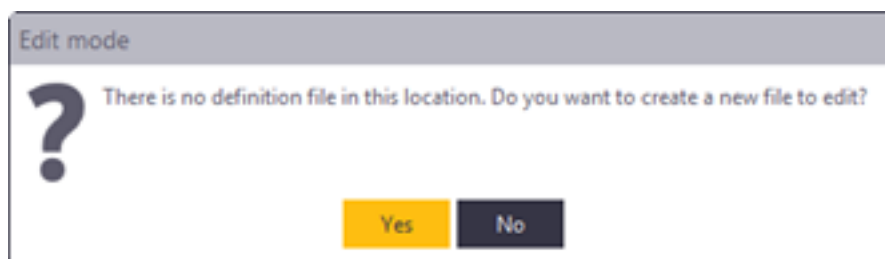 Edit mode
There is no definition file in this location. Do you want to create a new file to edit?
Yes
No